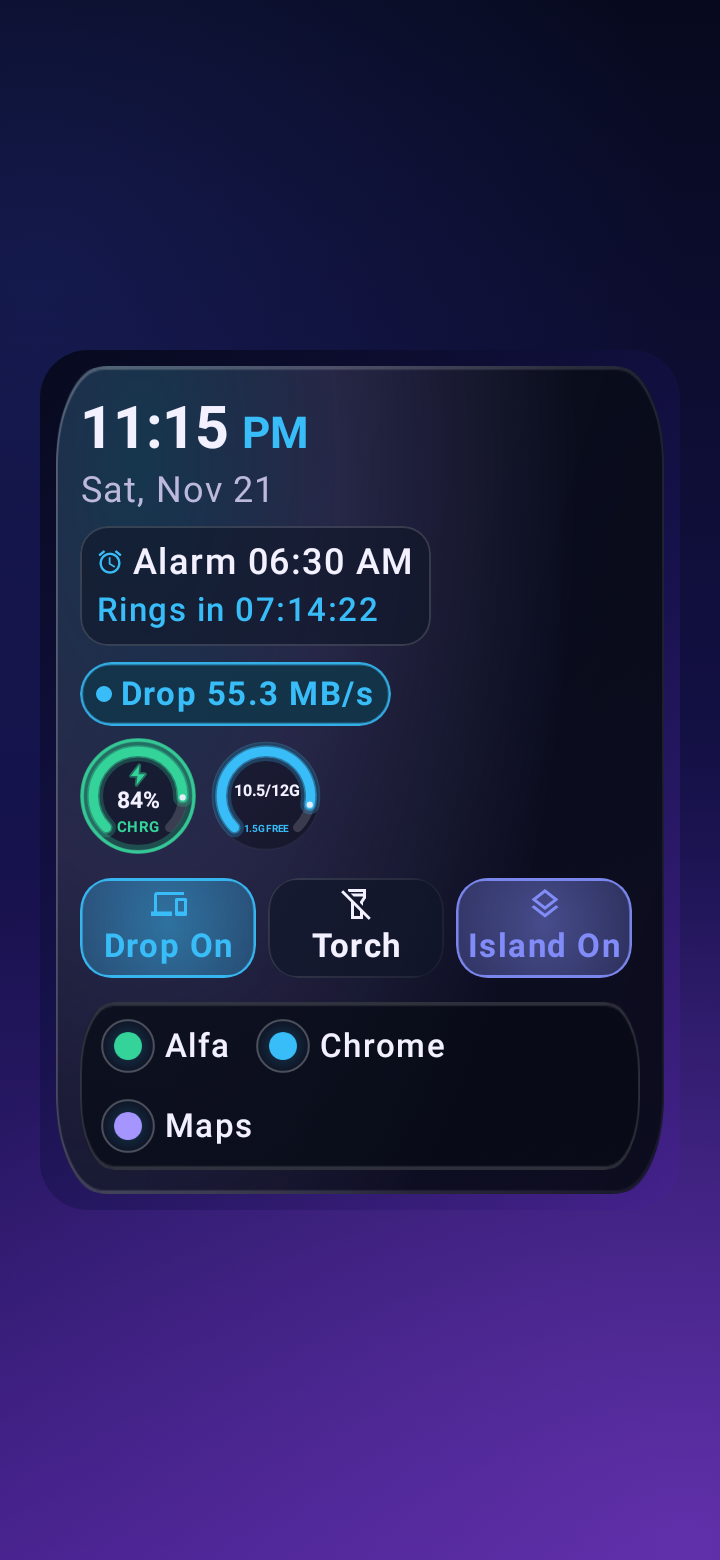 11:15 PM
Sat, Nov 21
Alarm 06:30 AM
Rings in 07:14:22
Drop 55.3 MB/s
84%
CHRG
10.5/12G
1.5G FREE
Drop On
Torch
Island On
Alfa
Chrome
Maps